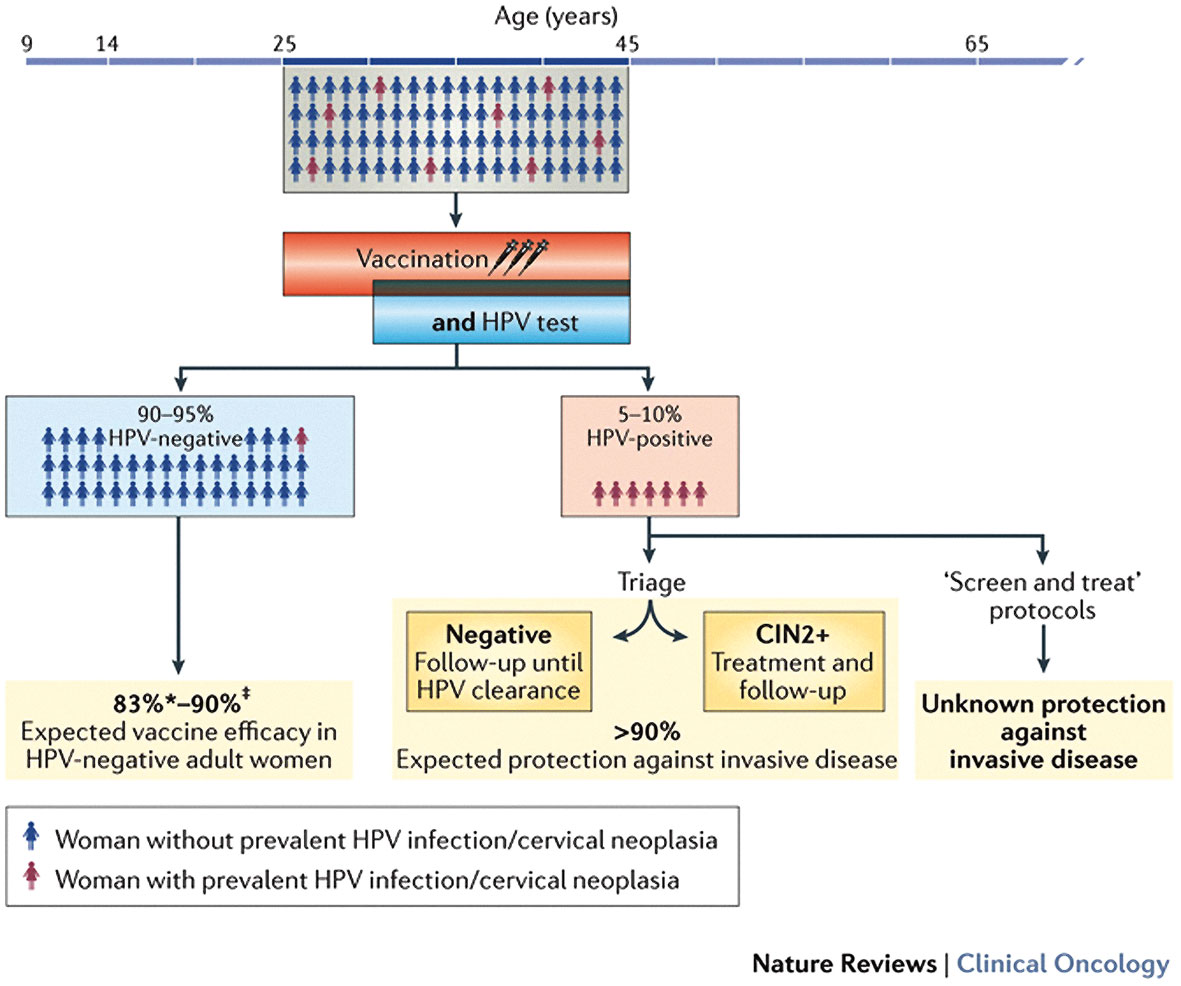 Age (years)
9 14 25 45 65
Vaccination
and HPV test
90–95%
HPV-negative
5–10%
HPV-positive
Triage
'Screen and treat'
protocols
Negative
Follow-up until
HPV clearance
CIN2+
Treatment and
follow-up
83%*–90%‡
Expected vaccine efficacy in
HPV-negative adult women
>90%
Expected protection against invasive disease
Unknown protection
against
invasive disease
Woman without prevalent HPV infection/cervical neoplasia
Woman with prevalent HPV infection/cervical neoplasia
Nature Reviews | Clinical Oncology